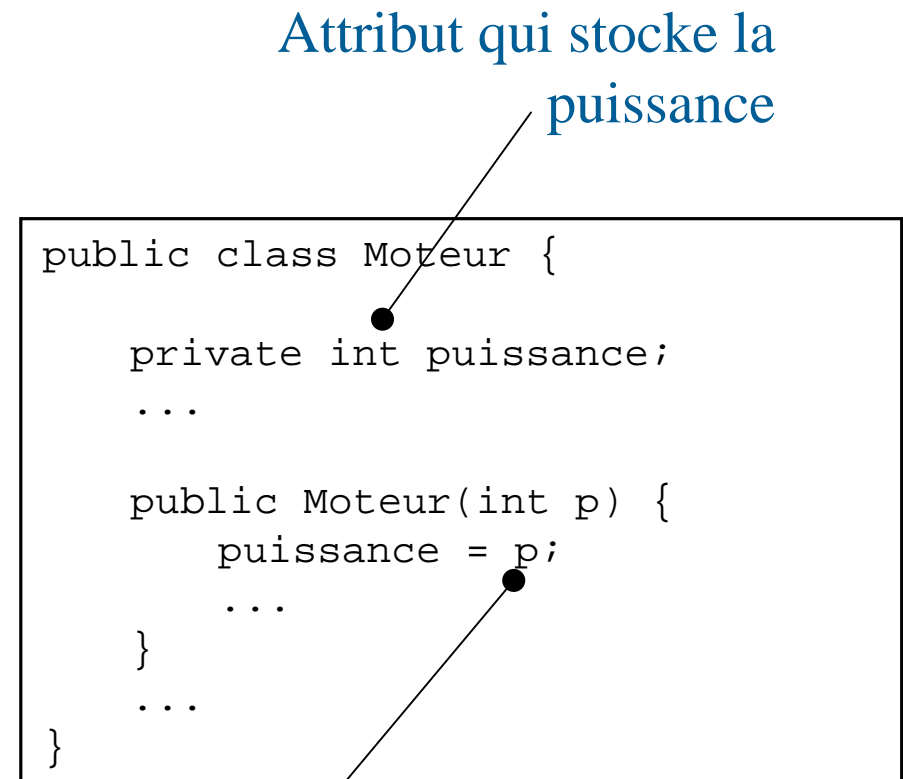 Attribut qui stocke la
puissance
public class Moteur {
private int puissance;
...
public Moteur(int p) {
puissance = p;
...
}
...
}